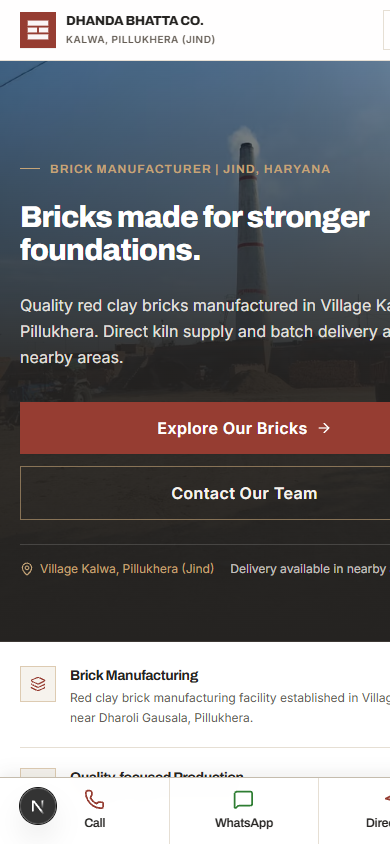 DHANDA BHATTA CO.
KALWA, PILLUKHERA (JIND)
BRICK MANUFACTURER | JIND, HARYANA
Bricks made for stronger
foundations.
Quality red clay bricks manufactured in Village Ka
Pillukhera. Direct kiln supply and batch delivery a
nearby areas.
Explore Our Bricks →
Contact Our Team
Village Kalwa, Pillukhera (Jind) Delivery available in nearby
Brick Manufacturing
Red clay brick manufacturing facility established in Villag
near Dharoli Gausala, Pillukhera.
Quality-focused Production
N
Call
WhatsApp
Direc